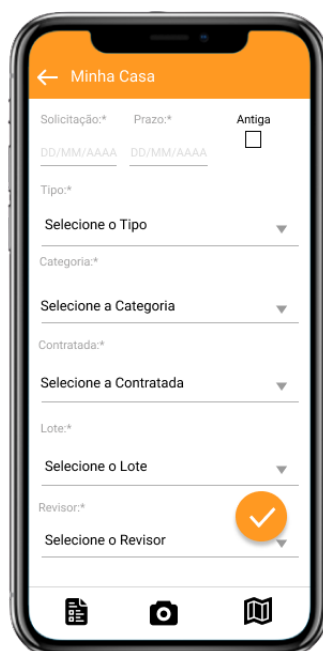 Minha Casa
Solicitação:* Prazo:* Antiga
DD/MM/AAAA DD/MM/AAAA
Tipo:*
Selecione o Tipo
Categoria:*
Selecione a Categoria
Contratada:*
Selecione a Contratada
Lote:*
Selecione o Lote
Revisor:*
Selecione o Revisor